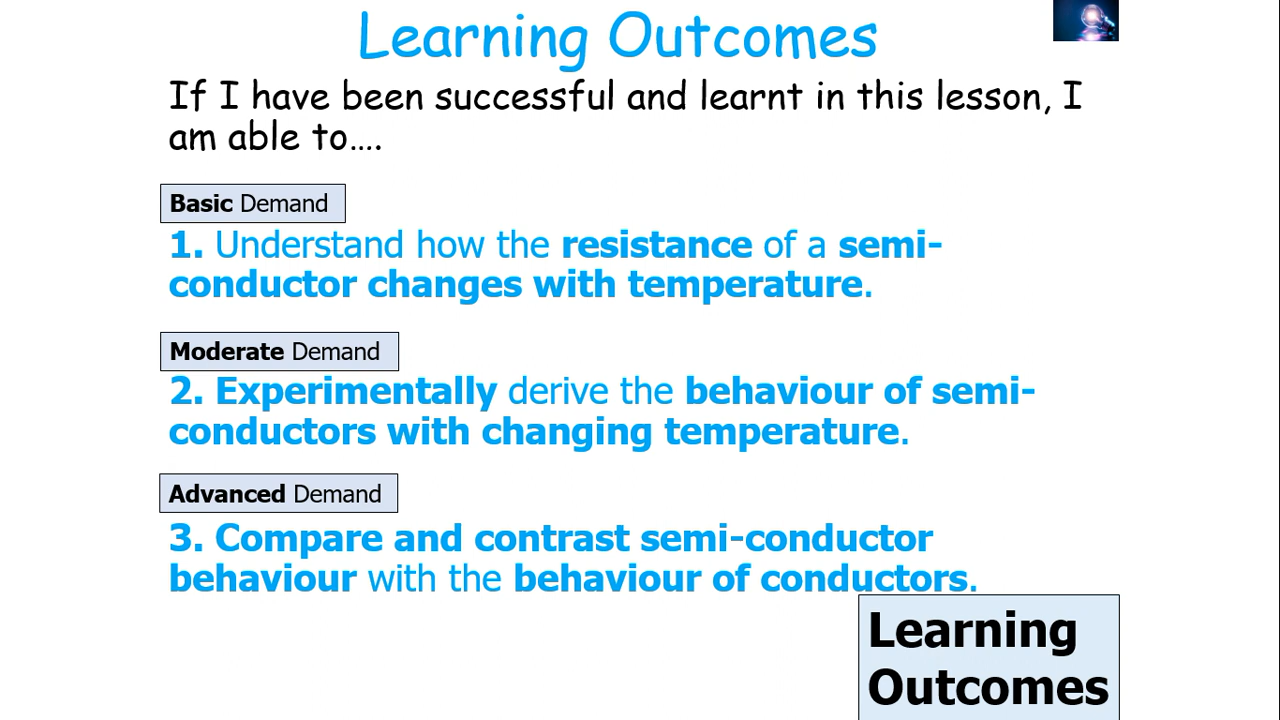 Learning Outcomes
If I have been successful and learnt in this lesson, I
am able to….
Basic Demand
1. Understand how the resistance of a semi-
conductor changes with temperature.
Moderate Demand
2. Experimentally derive the behaviour of semi-
conductors with changing temperature.
Advanced Demand
3. Compare and contrast semi-conductor
behaviour with the behaviour of conductors.
Learning
Outcomes